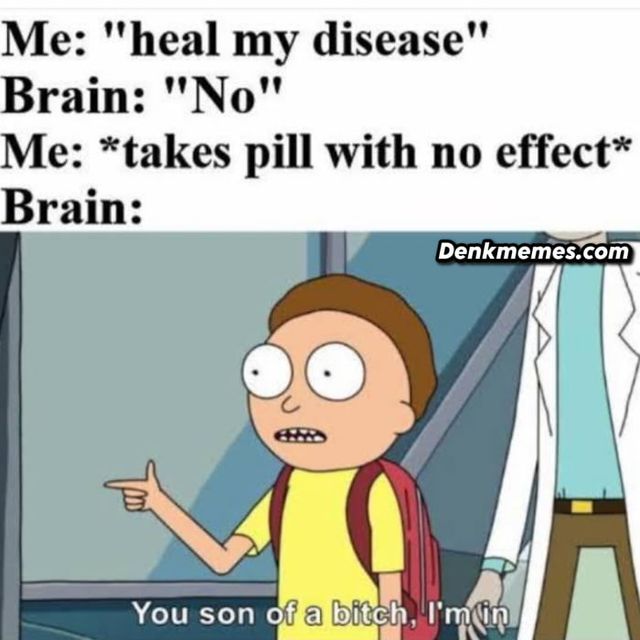 Me: "heal my disease"
Brain: "No"
Me: *takes pill with no effect*
Brain:
Denkmemes.com
You son of a bitch, I'm in